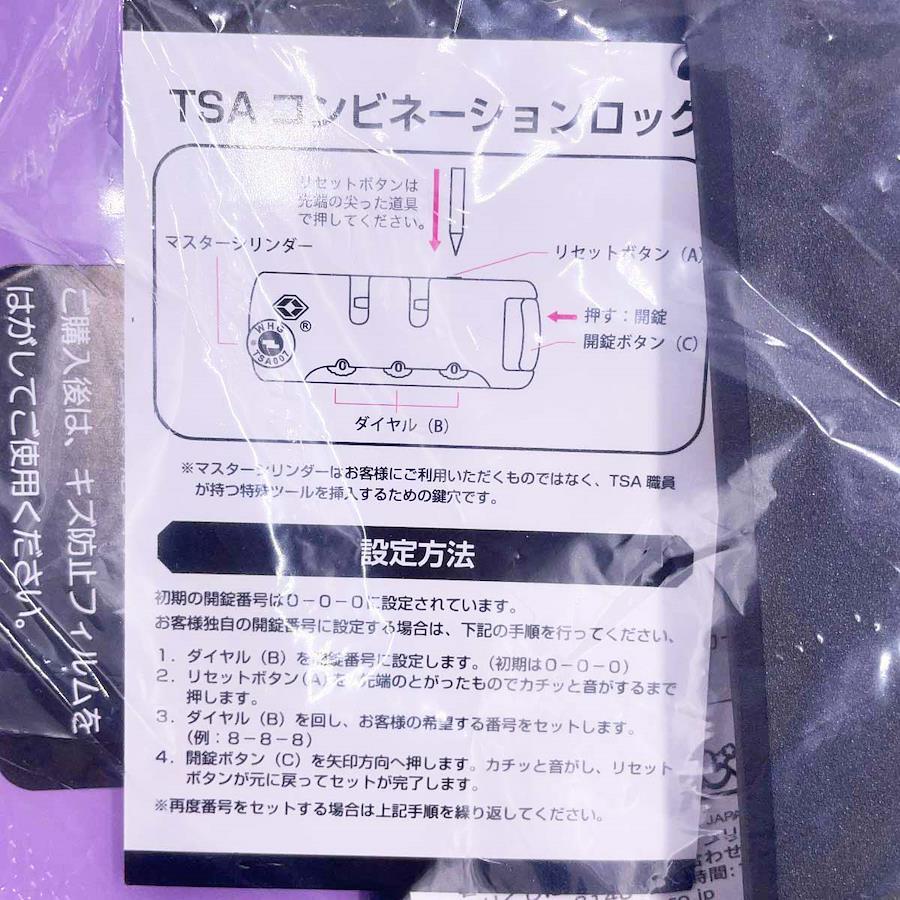 TSA コンビネーションロック
リセットボタンは
先端の尖った道具
で押してください。
マスターシリンダー
リセットボタン（A）
押す：開錠
開錠ボタン（C）
®
WHG
TSA007
ダイヤル（B）
※マスターシリンダーはお客様にご利用いただくものではなく、TSA 職員
が持つ特殊ツールを挿入するための鍵穴です。
設定方法
初期の開錠番号は０－０－０に設定されています。
お客様独自の開錠番号に設定する場合は、下記の手順を行ってください。
1．ダイヤル（B）を開錠番号に設定します。（初期は０－０－０）
2．リセットボタン（A）を、先端のとがったものでカチッと音がするまで
押します。
3．ダイヤル（B）を回し、お客様の希望する番号をセットします。
（例：８－８－８）
4．開錠ボタン（C）を矢印方向へ押します。カチッと音がし、リセット
ボタンが元に戻ってセットが完了します。
※再度番号をセットする場合は上記手順を繰り返してください。
ご購入後は、キズ防止フィルムを
はがしてご使用ください。
JAPA
わせ
時間：
o.jp